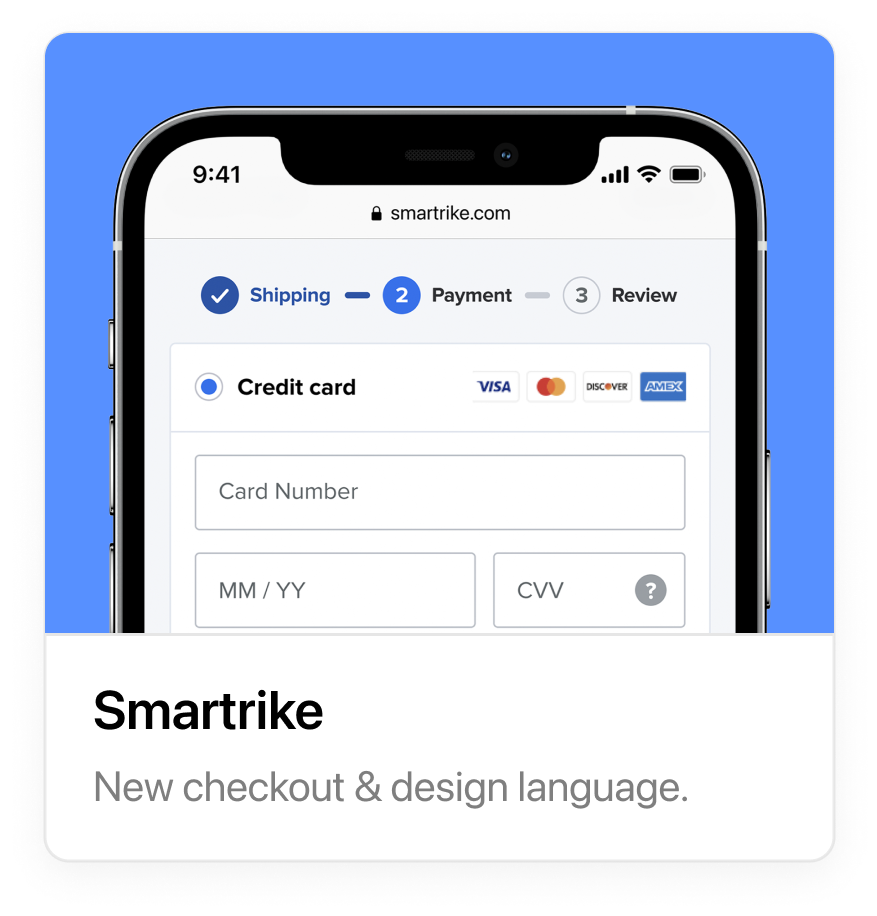 9:41
smartrike.com
Shipping 2 Payment 3 Review
Credit card VISA DISCOVER AMEX
Card Number
MM / YY CVV ?
Smartrike
New checkout & design language.